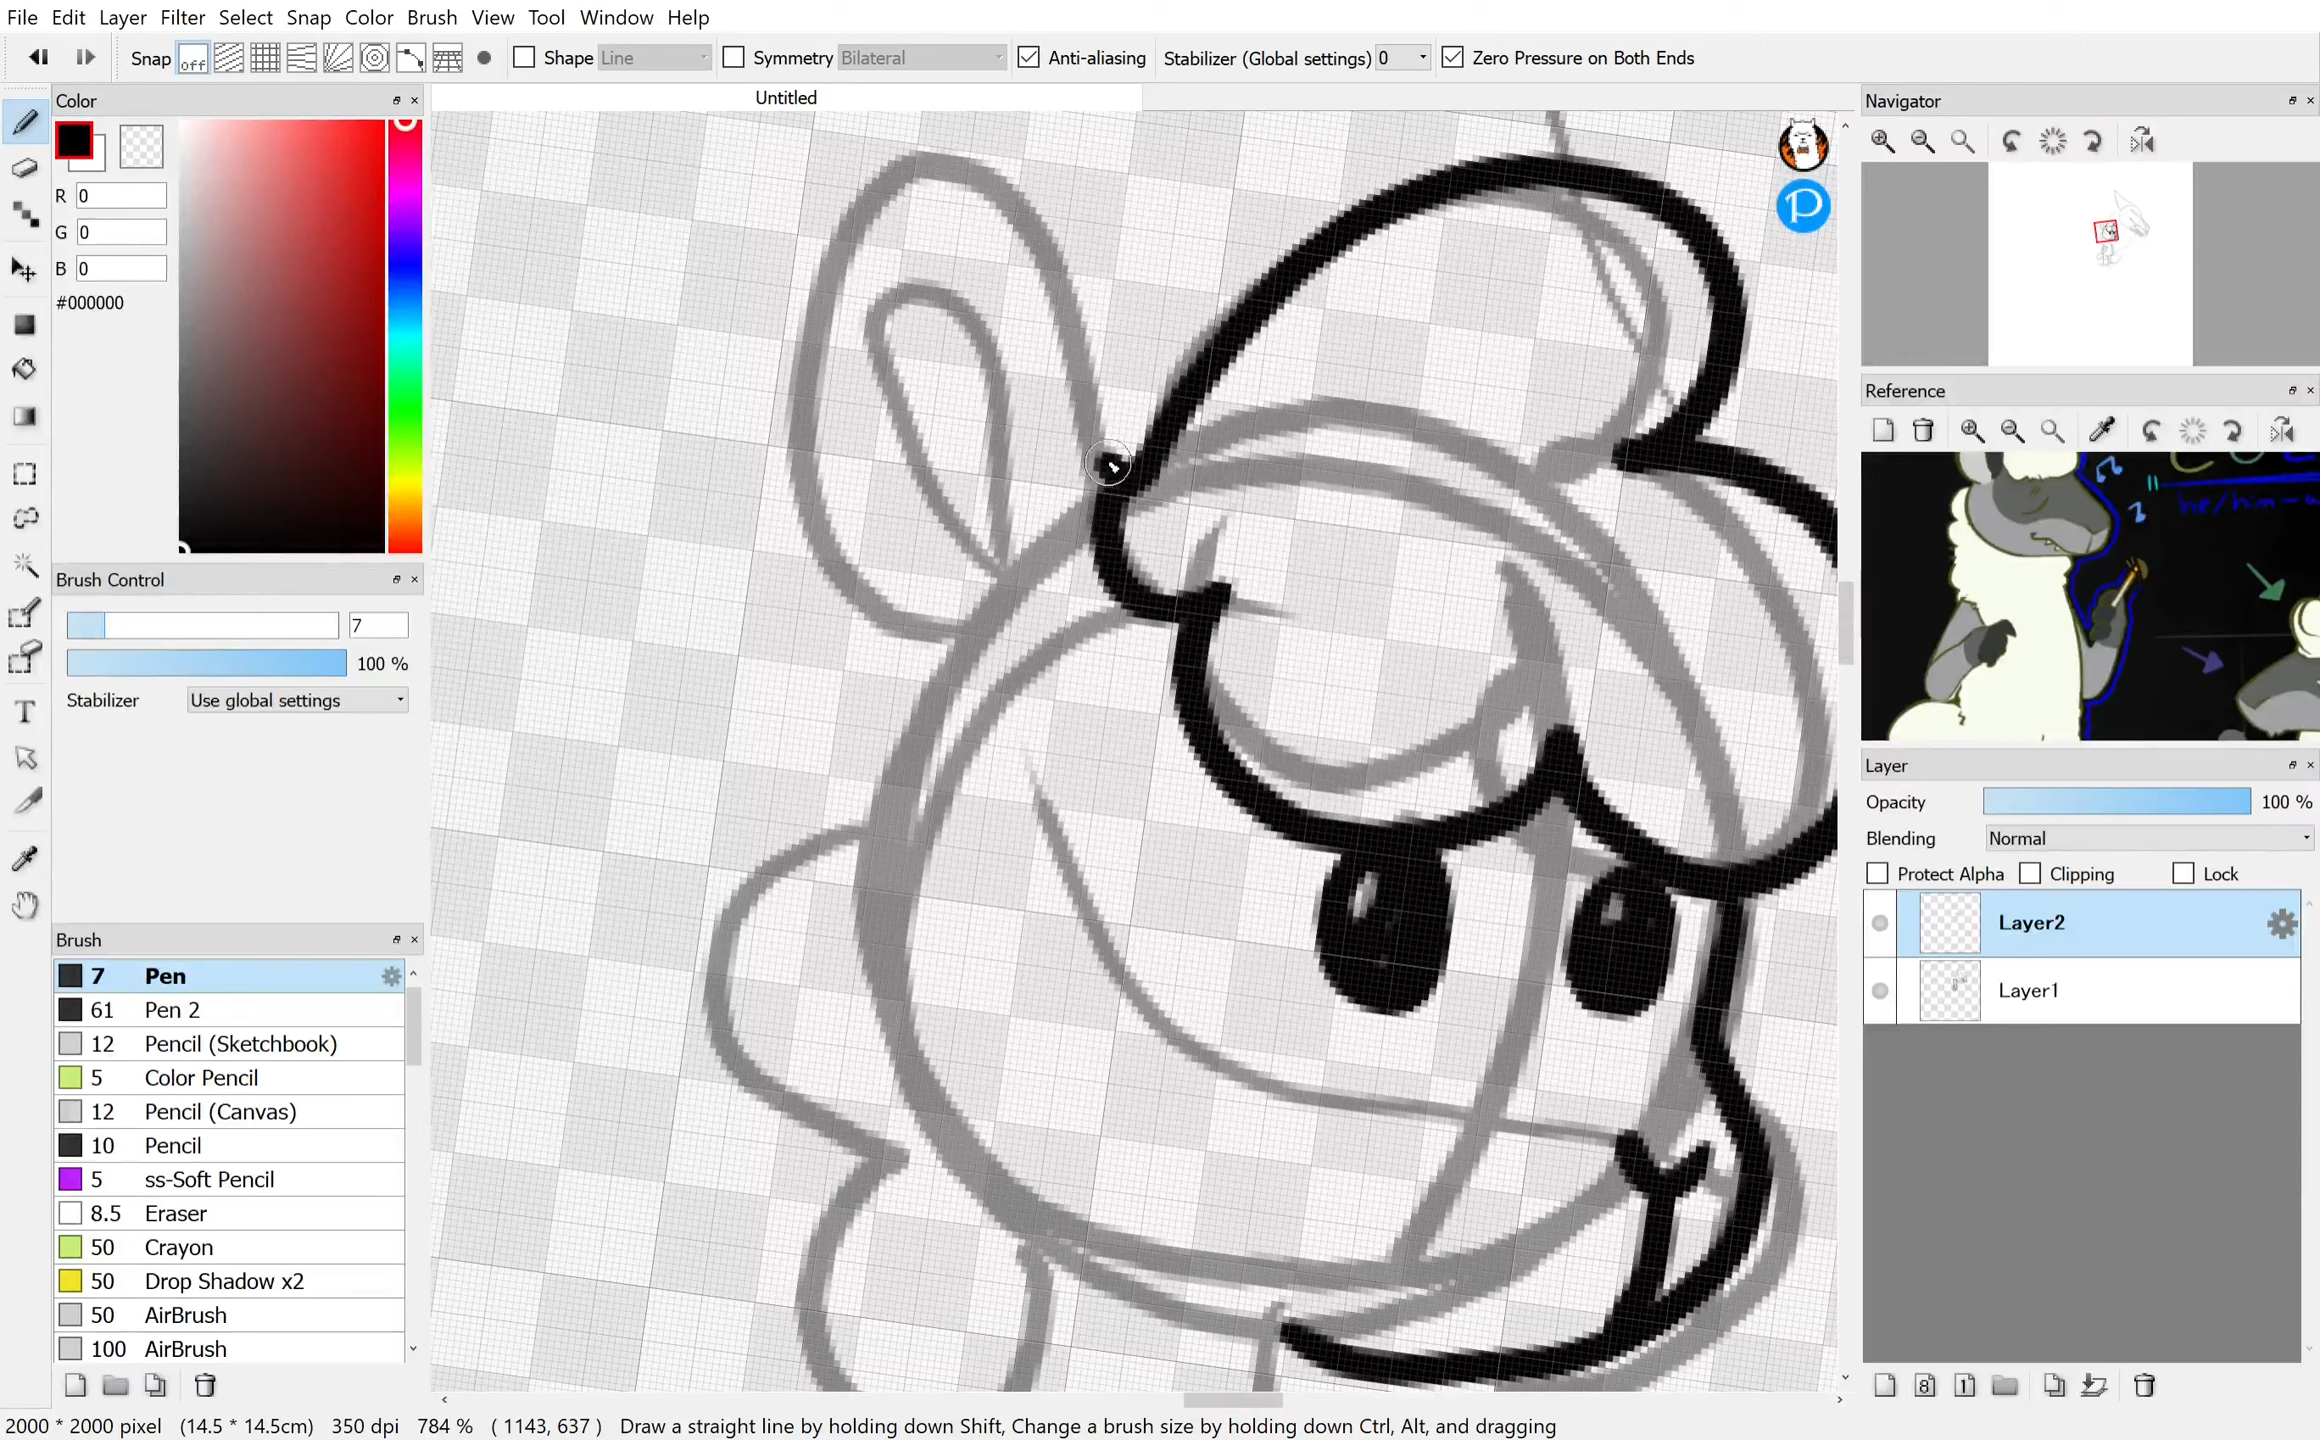 File Edit Layer Filter Select Snap Color Brush View Tool Window Help
Snap off Shape Line Symmetry Bilateral Anti-aliasing Stabilizer (Global settings) 0 Zero Pressure on Both Ends
Color
R 0
G 0
B 0
#000000
Brush Control
7
100 %
Stabilizer Use global settings
Brush
7 Pen
61 Pen 2
12 Pencil (Sketchbook)
5 Color Pencil
12 Pencil (Canvas)
10 Pencil
5 ss-Soft Pencil
8.5 Eraser
50 Crayon
50 Drop Shadow x2
50 AirBrush
100 AirBrush
Untitled
P
Navigator
Reference
he/him
Layer
Opacity 100 %
Blending Normal
Protect Alpha Clipping Lock
Layer2
Layer1
8 1
2000 * 2000 pixel (14.5 * 14.5cm) 350 dpi 784 % ( 1143, 637 ) Draw a straight line by holding down Shift, Change a brush size by holding down Ctrl, Alt, and dragging